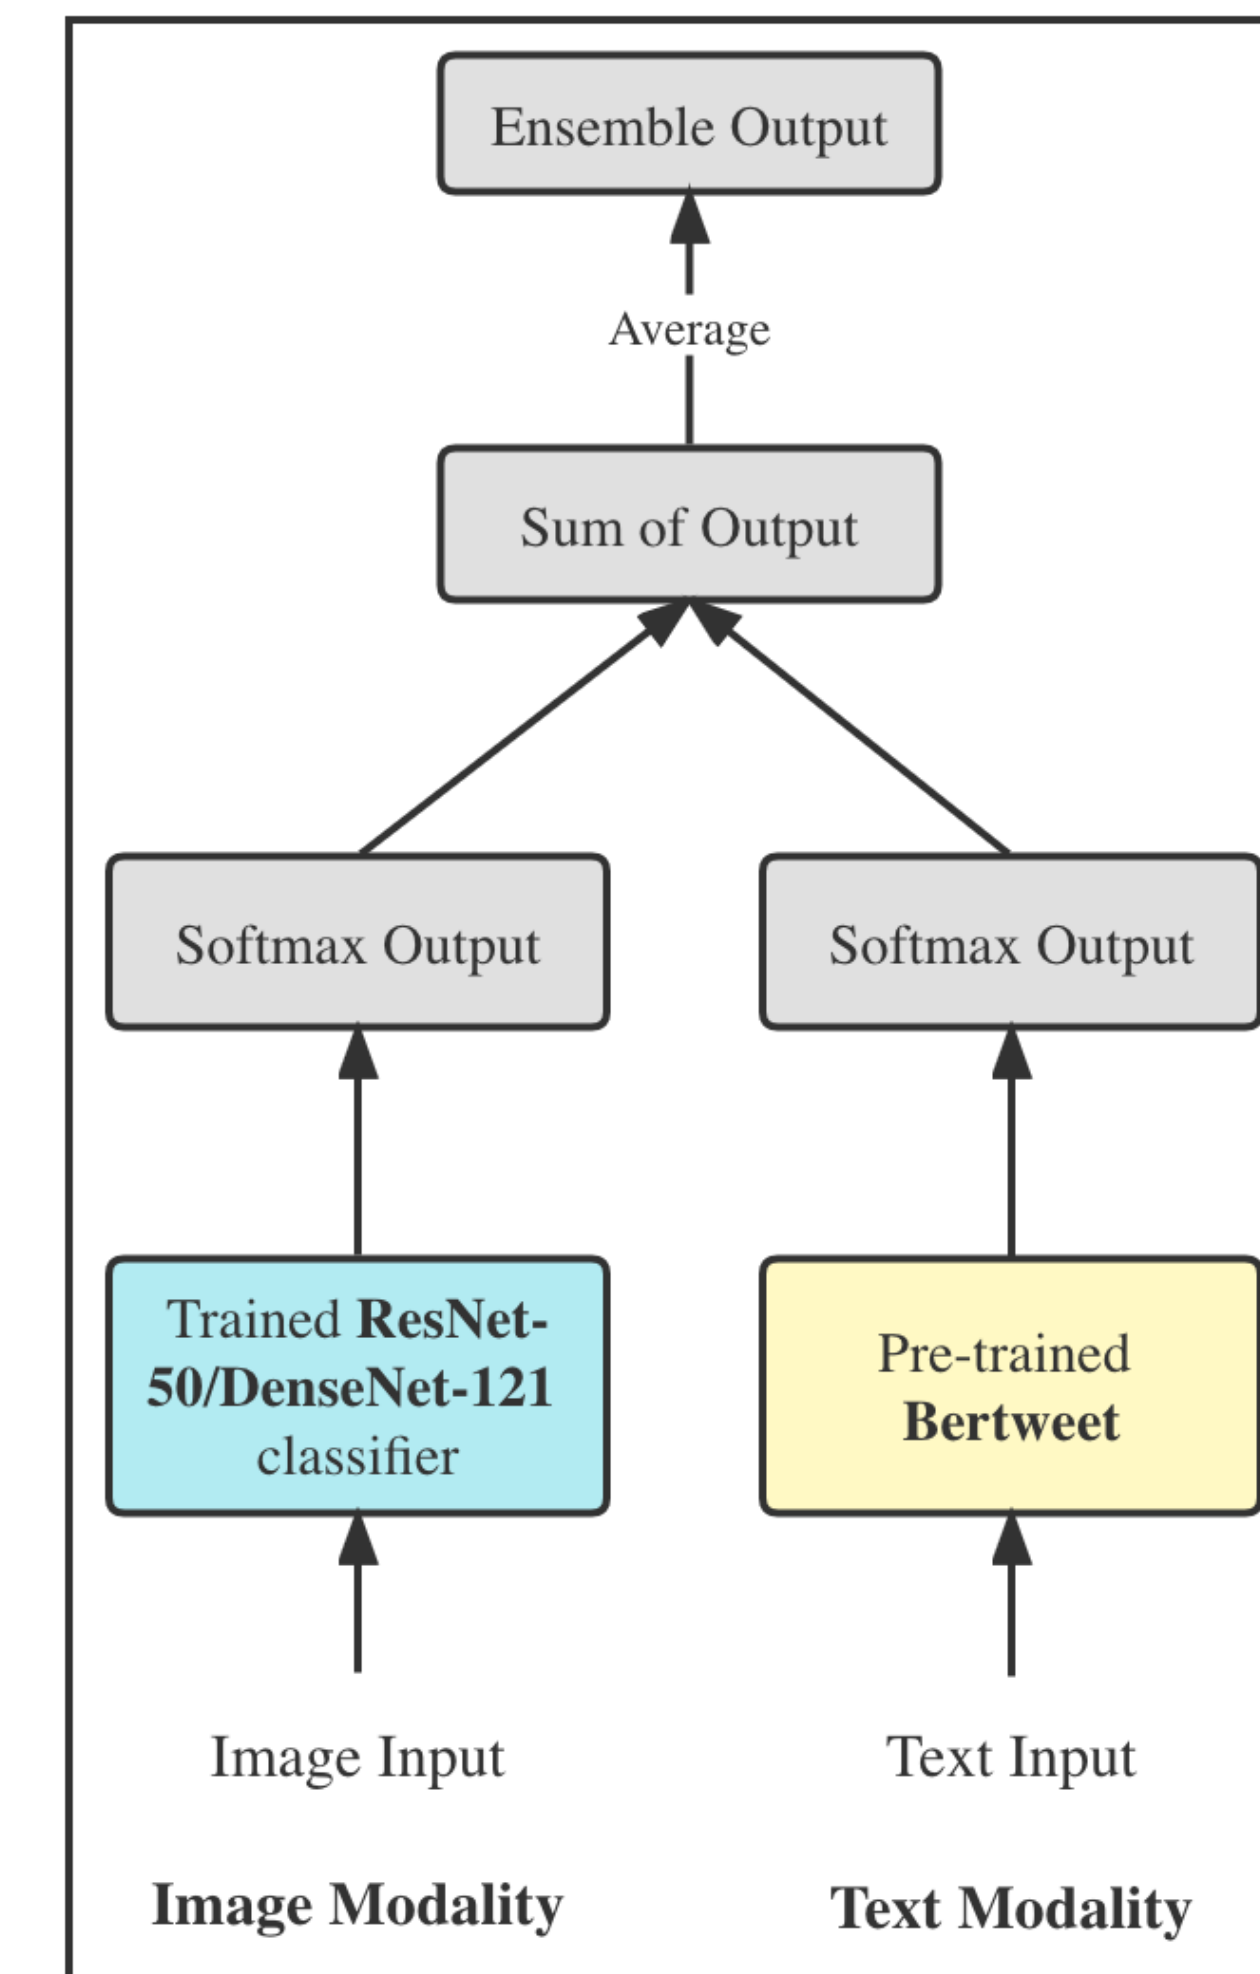 Ensemble Output
Average
Sum of Output
Softmax Output
Softmax Output
Trained ResNet-
50/DenseNet-121
classifier
Pre-trained
Bertweet
Image Input
Text Input
Image Modality
Text Modality